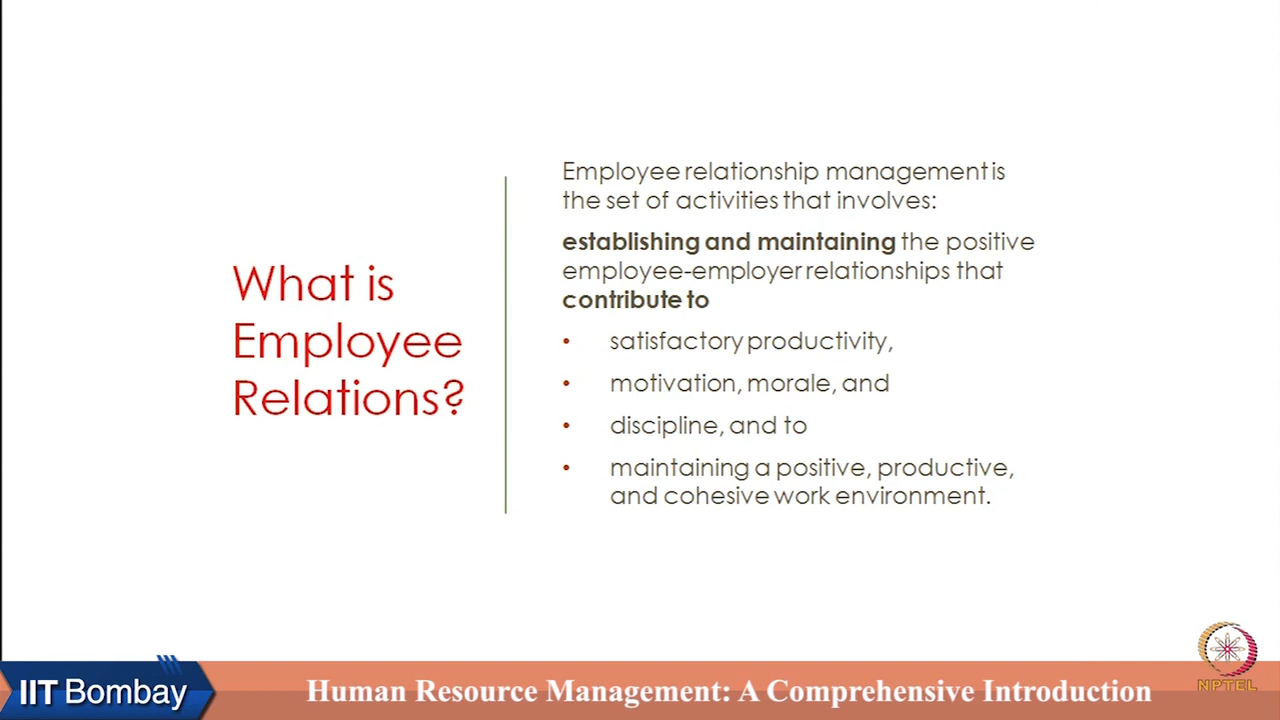 What is
Employee
Relations?
Employee relationship management is
the set of activities that involves:
establishing and maintaining the positive
employee-employer relationships that
contribute to
• satisfactory productivity,
• motivation, morale, and
• discipline, and to
• maintaining a positive, productive,
and cohesive work environment.
NPTEL
IIT Bombay
Human Resource Management: A Comprehensive Introduction